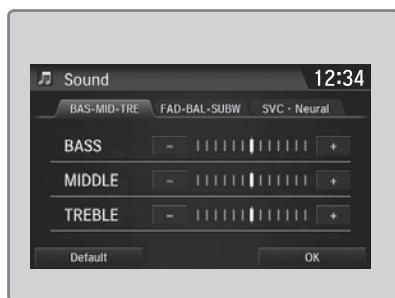 Sound 12:34
BAS-MID-TRE FAD-BAL-SUBW SVC · Neural
BASS - +
MIDDLE - +
TREBLE - +
Default OK